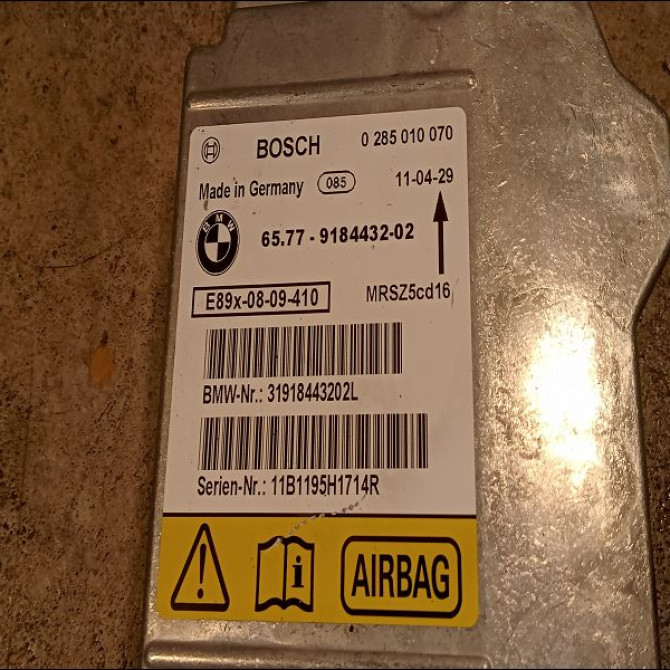 BOSCH 0 285 010 070
Made in Germany 085 11-04-29
BMW 65.77 - 9184432-02
E89x-08-09-410 MRSZ5cd16
BMW-Nr.: 31918443202L
Serien-Nr.: 11B1195H1714R
i AIRBAG